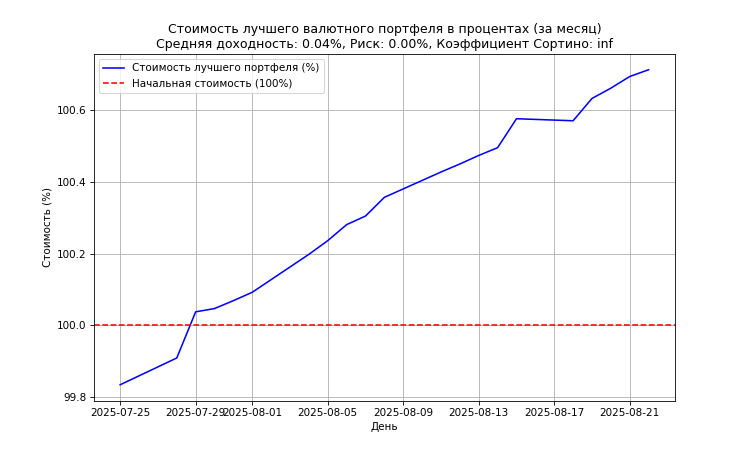 Стоимость лучшего валютного портфеля в процентах (за месяц)
Средняя доходность: 0.04%, Риск: 0.00%, Коэффициент Сортино: inf
Стоимость лучшего портфеля (%)
Начальная стоимость (100%)
Стоимость (%)
100.6
100.4
100.2
100.0
99.8
2025-07-25
2025-07-29
2025-08-01
2025-08-05
2025-08-09
2025-08-13
2025-08-17
2025-08-21
День